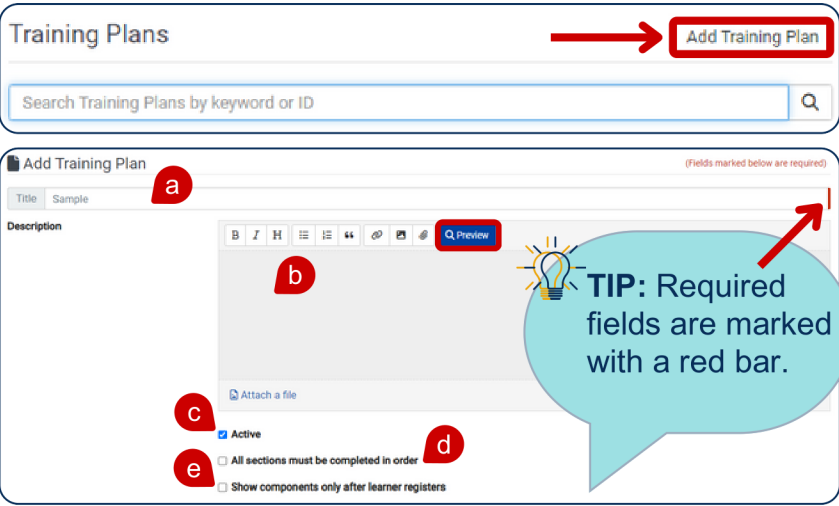 Training Plans
Add Training Plan
Search Training Plans by keyword or ID
Add Training Plan
(Fields marked below are required)
a
Title Sample
Description
B I H Preview
b
TIP: Required
fields are marked
with a red bar.
Attach a file
c
Active
d
All sections must be completed in order
e
Show components only after learner registers